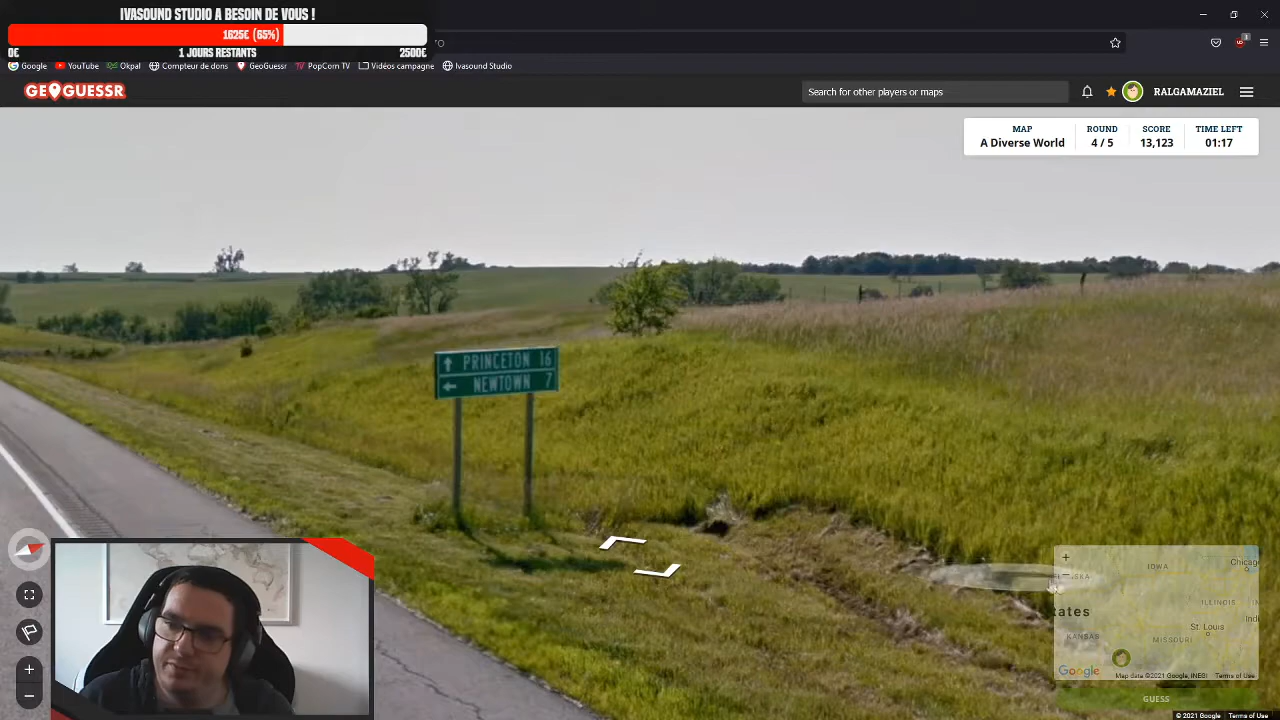 IVASOUND STUDIO A BESOIN DE VOUS !
1625€ (65%)
0€ 1 JOURS RESTANTS 2500€
Google YouTube Okpal Compteur de dons GeoGuessr PopCorn TV Vidéos campagne Ivasound Studio
GEOGUESSR Search for other players or maps RALGAMAZIEL
MAP ROUND SCORE TIME LEFT
A Diverse World 4 / 5 13,123 01:17
PRINCETON 16
NEWTOWN 7
IOWA
ILLINOIS
St. Louis
KANSAS
MISSOURI
Google Map data ©2021 Google, INEGI Terms of Use
GUESS
© 2021 Google Terms of Use